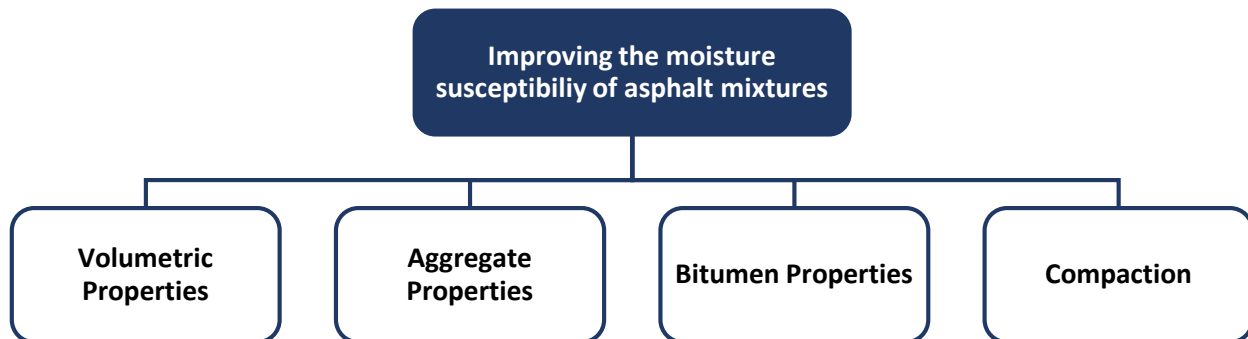 Improving the moisture
susceptibiliy of asphalt mixtures
Volumetric
Properties
Aggregate
Properties
Bitumen Properties
Compaction